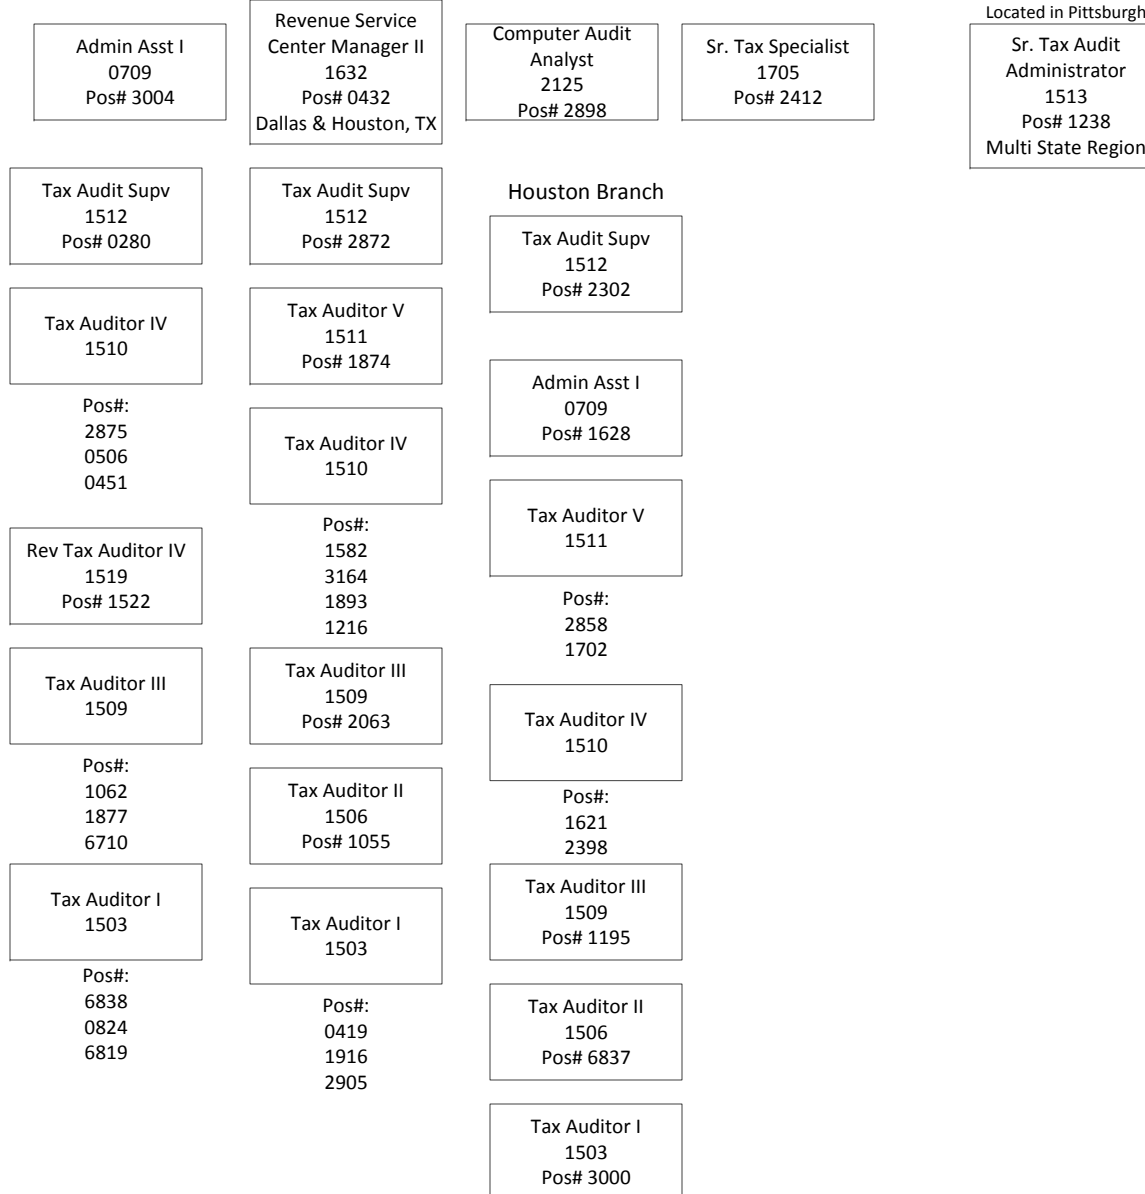 Admin Asst I
0709
Pos# 3004
Revenue Service
Center Manager II
1632
Pos# 0432
Dallas & Houston, TX
Computer Audit
Analyst
2125
Pos# 2898
Sr. Tax Specialist
1705
Pos# 2412
Located in Pittsburgh
Sr. Tax Audit
Administrator
1513
Pos# 1238
Multi State Region
Tax Audit Supv
1512
Pos# 0280
Tax Auditor IV
1510
Pos#:
2875
0506
0451
Rev Tax Auditor IV
1519
Pos# 1522
Tax Auditor III
1509
Pos#:
1062
1877
6710
Tax Auditor I
1503
Pos#:
6838
0824
6819
Tax Audit Supv
1512
Pos# 2872
Tax Auditor V
1511
Pos# 1874
Tax Auditor IV
1510
Pos#:
1582
3164
1893
1216
Tax Auditor III
1509
Pos# 2063
Tax Auditor II
1506
Pos# 1055
Tax Auditor I
1503
Pos#:
0419
1916
2905
Houston Branch
Tax Audit Supv
1512
Pos# 2302
Admin Asst I
0709
Pos# 1628
Tax Auditor V
1511
Pos#:
2858
1702
Tax Auditor IV
1510
Pos#:
1621
2398
Tax Auditor III
1509
Pos# 1195
Tax Auditor II
1506
Pos# 6837
Tax Auditor I
1503
Pos# 3000